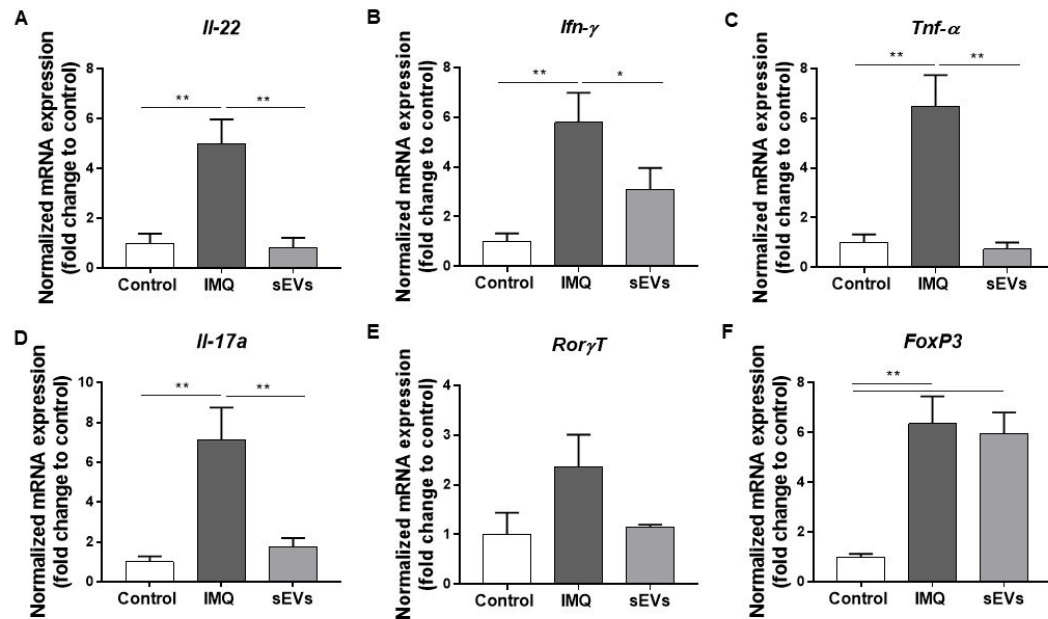 A
Il-22
Normalized mRNA expression
(fold change to control)
8
6
4
2
0
**
**
Control IMQ sEVs
B
Ifn-γ
Normalized mRNA expression
(fold change to control)
8
6
4
2
0
**
*
Control IMQ sEVs
C
Tnf-α
Normalized mRNA expression
(fold change to control)
8
6
4
2
0
**
**
Control IMQ sEVs
D
Il-17a
Normalized mRNA expression
(fold change to control)
10
8
6
4
2
0
**
**
Control IMQ sEVs
E
RorγT
Normalized mRNA expression
(fold change to control)
4
3
2
1
0
Control IMQ sEVs
F
FoxP3
Normalized mRNA expression
(fold change to control)
8
6
4
2
0
**
Control IMQ sEVs